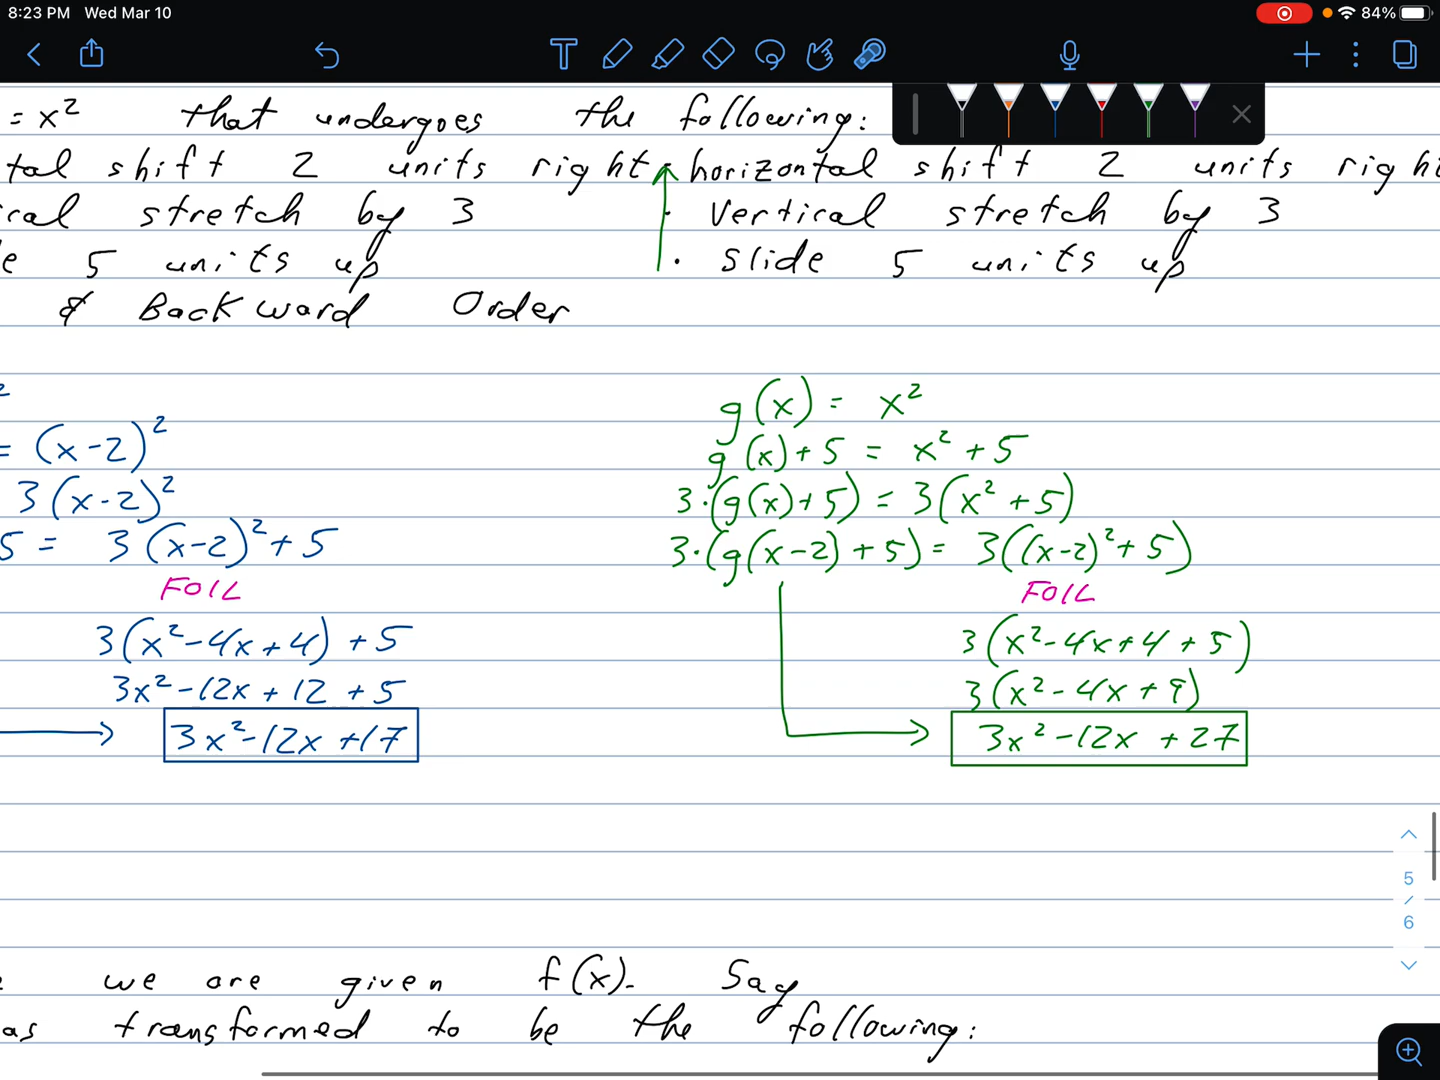 8:23 PM Wed Mar 10
84%
= x² that undergoes the following:
tal shift 2 units right
ical stretch by 3
e 5 units up
& Backward Order
· horizontal shift 2 units righ
· vertical stretch by 3
· slide 5 units up
2
= (x-2)²
3(x-2)²
5 = 3(x-2)²+5
FOIL
3(x²-4x+4) +5
3x²-12x+12 +5
3x²-12x+17
g(x) = x²
g(x)+5 = x²+5
3·(g(x)+5) = 3(x²+5)
3·(g(x-2)+5) = 3((x-2)²+5)
FOIL
3(x²-4x+4+5)
3(x²-4x+9)
3x²-12x+27
we are given f(x). Say
as transformed to be the following:
5
/
6